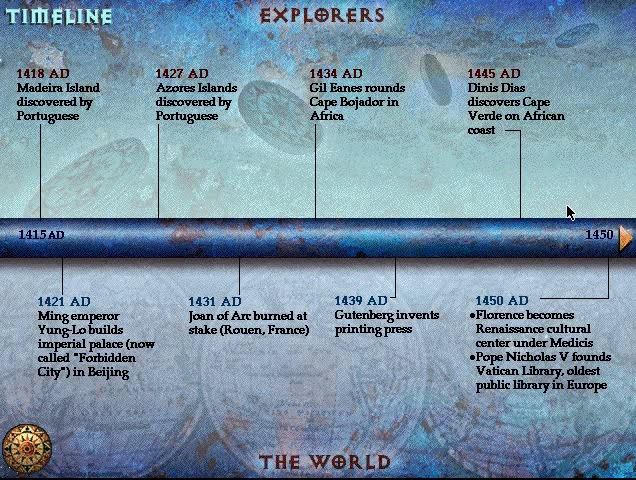 TIMELINE
EXPLORERS
1418 AD
Madeira Island
discovered by
Portuguese
1427 AD
Azores Islands
discovered by
Portuguese
1434 AD
Gil Eanes rounds
Cape Bojador in
Africa
1445 AD
Dinis Dias
discovers Cape
Verde on African
coast
1415 AD
1450
1421 AD
Ming emperor
Yung-Lo builds
imperial palace (now
called "Forbidden
City") in Beijing
1431 AD
Joan of Arc burned at
stake (Rouen, France)
1439 AD
Gutenberg invents
printing press
1450 AD
•Florence becomes
Renaissance cultural
center under Medicis
•Pope Nicholas V founds
Vatican Library, oldest
public library in Europe
THE WORLD